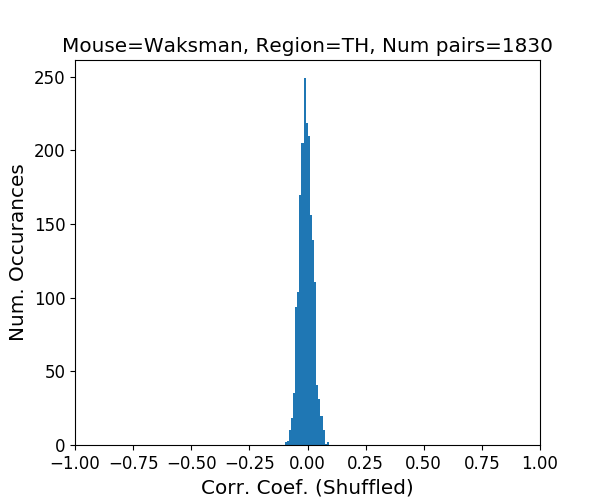 Mouse=Waksman, Region=TH, Num pairs=1830
Num. Occurances
250
200
150
100
50
0
−1.00 −0.75 −0.50 −0.25 0.00 0.25 0.50 0.75 1.00
Corr. Coef. (Shuffled)